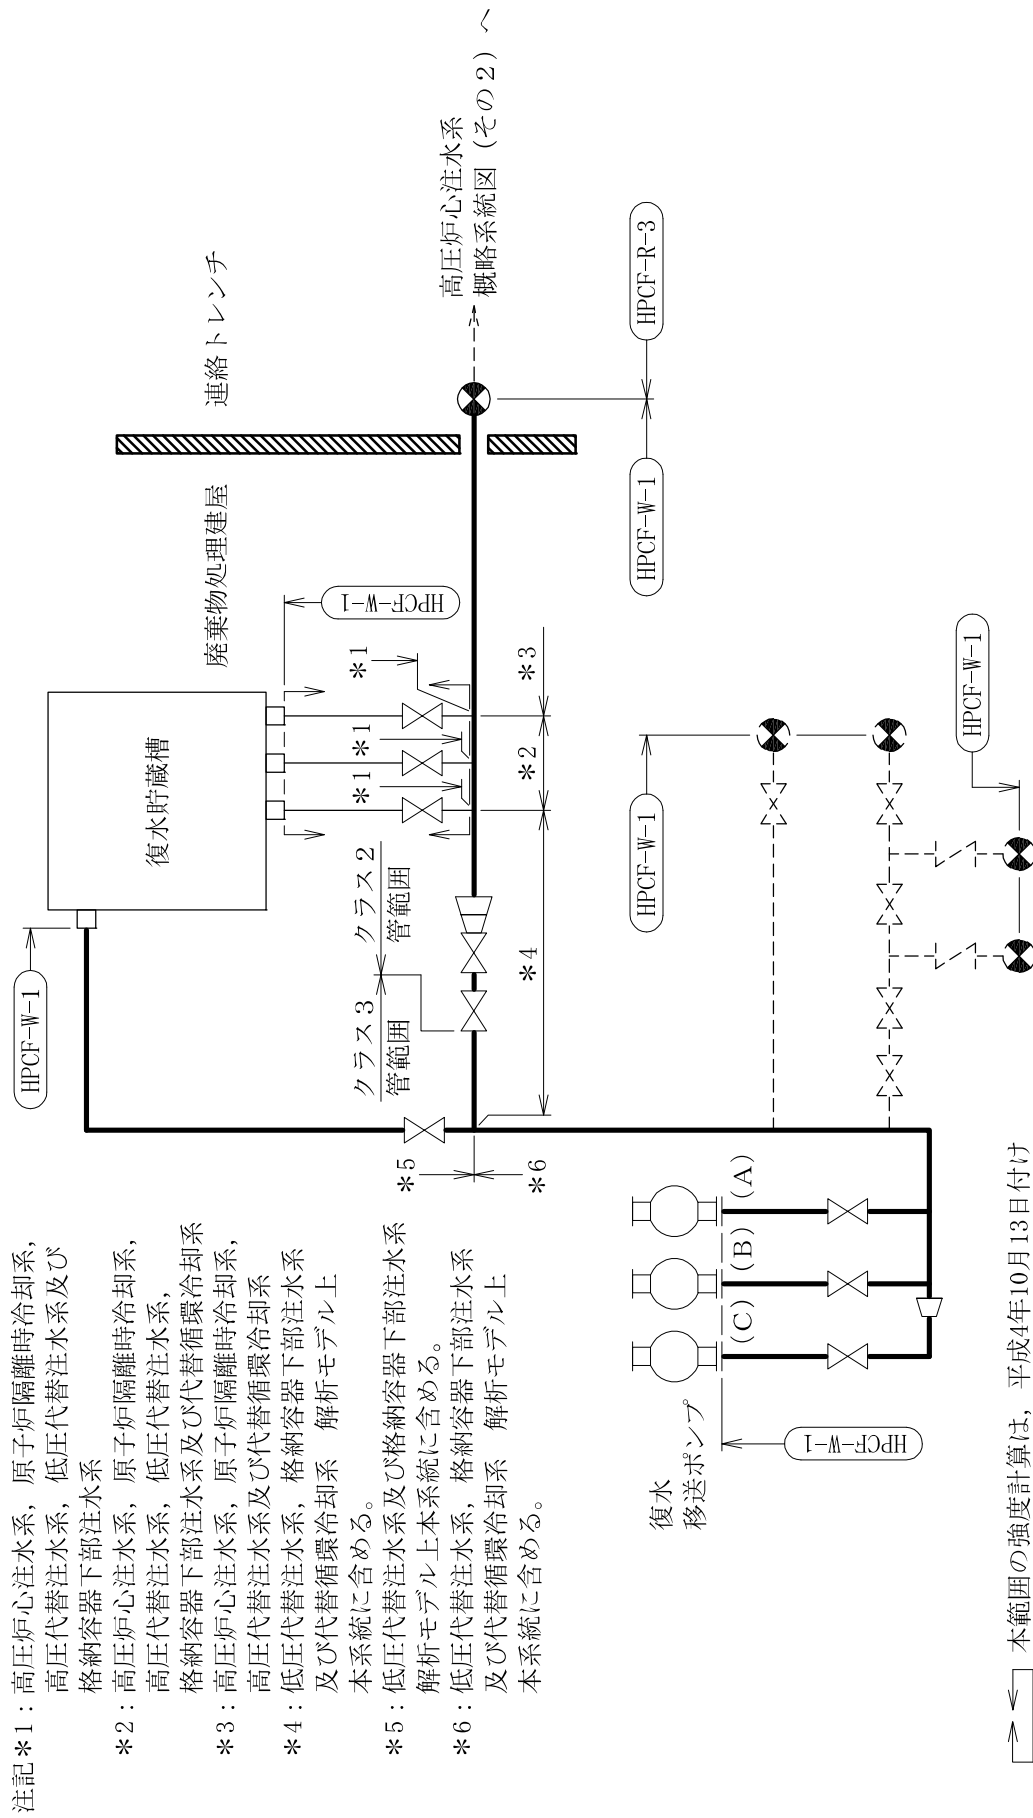 注記＊1：高圧炉心注水系，原子炉隔離時冷却系，
高圧代替注水系，低圧代替注水系及び
格納容器下部注水系
＊2：高圧炉心注水系，原子炉隔離時冷却系，
高圧代替注水系，低圧代替注水系，
格納容器下部注水系及び代替循環冷却系
＊3：高圧炉心注水系，原子炉隔離時冷却系，
高圧代替注水系及び代替循環冷却系
＊4：低圧代替注水系，格納容器下部注水系
及び代替循環冷却系　解析モデル上
本系統に含める。
＊5：低圧代替注水系及び格納容器下部注水系
解析モデル上本系統に含める。
＊6：低圧代替注水系，格納容器下部注水系
及び代替循環冷却系　解析モデル上
本系統に含める。
HPCF-W-1
復水貯蔵槽
廃棄物処理建屋
連絡トレンチ
HPCF-W-1
＊1
＊1
＊1
クラス3
管範囲
クラス2
管範囲
高圧炉心注水系
概略系統図（その2）へ
＊5
＊6
＊4
＊2
＊3
HPCF-W-1
HPCF-R-3
復水
移送ポンプ
(C)
(B)
(A)
HPCF-W-1
HPCF-W-1
HPCF-W-1
本範囲の強度計算は，平成4年10月13日付け